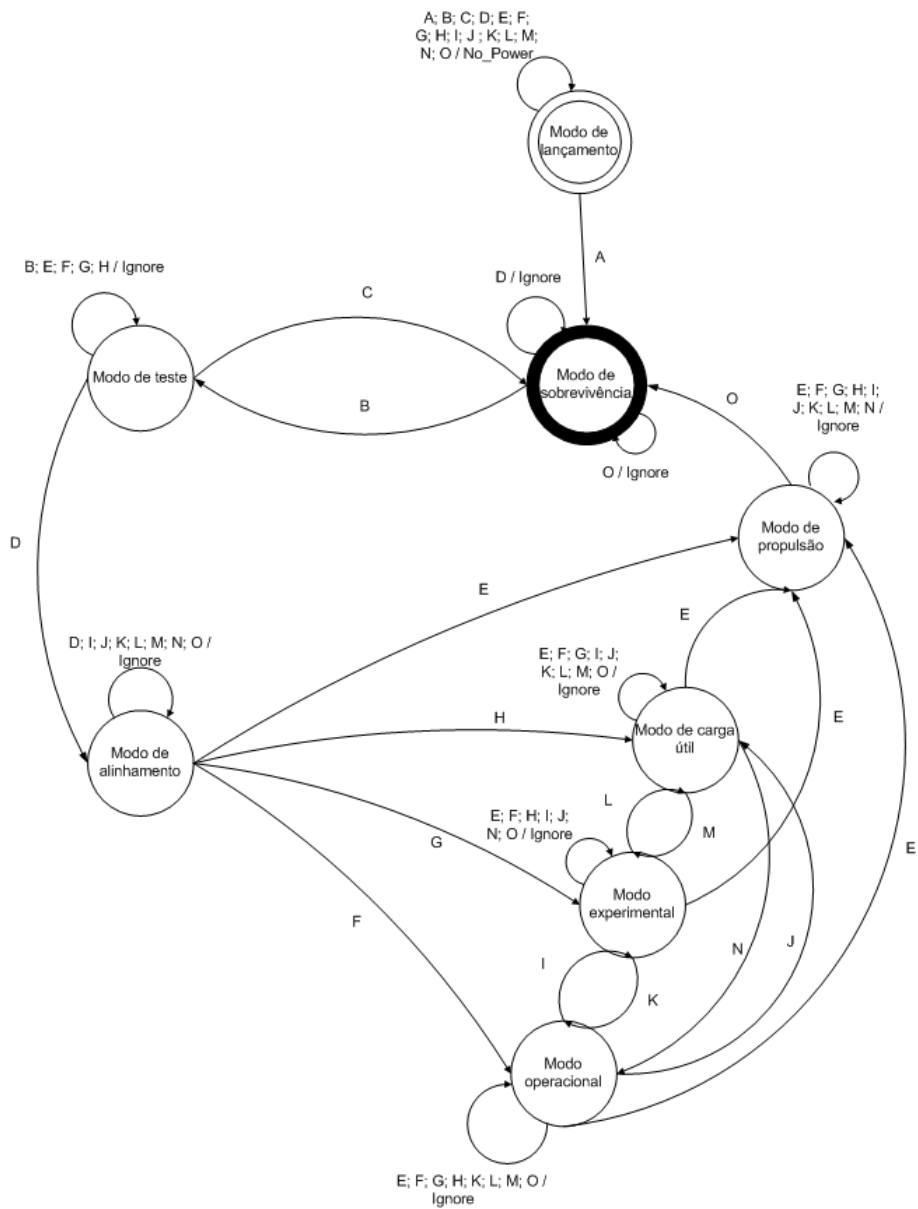 A; B; C; D; E; F;
G; H; I; J ; K; L; M;
N; O / No_Power
Modo de
lançamento
A
B; E; F; G; H / Ignore
D / Ignore
C
Modo de teste
Modo de
sobrevivência
B
O
E; F; G; H; I;
J; K; L; M; N /
Ignore
O / Ignore
Modo de
propulsão
D
E
E
D; I; J; K; L; M; N; O /
Ignore
E; F; G; I; J;
K; L; M; O /
Ignore
H
E
Modo de
alinhamento
Modo de carga
útil
L
M
E; F; H; I; J;
N; O / Ignore
G
E
Modo
experimental
F
N
J
I
K
Modo
operacional
E; F; G; H; K; L; M; O /
Ignore